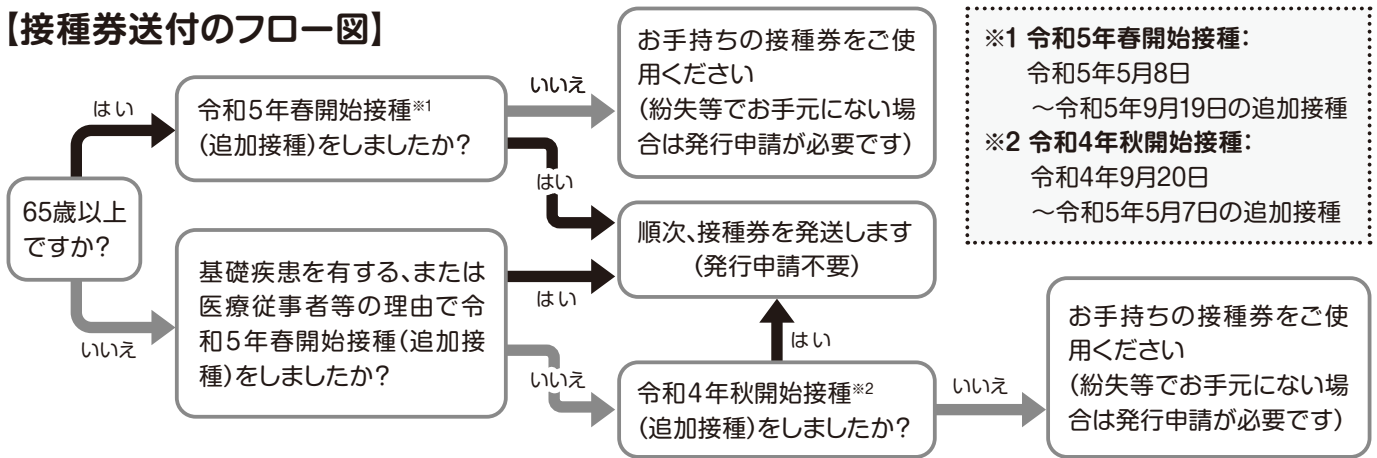 【接種券送付のフロー図】
65歳以上
ですか?
はい
令和5年春開始接種※1
(追加接種)をしましたか?
いいえ
お手持ちの接種券をご使
用ください
(紛失等でお手元にない場
合は発行申請が必要です)
はい
順次、接種券を発送します
(発行申請不要)
いいえ
基礎疾患を有する、または
医療従事者等の理由で令
和5年春開始接種(追加接
種)をしましたか?
はい
いいえ
令和4年秋開始接種※2
(追加接種)をしましたか?
はい
いいえ
お手持ちの接種券をご使
用ください
(紛失等でお手元にない場
合は発行申請が必要です)
※1 令和5年春開始接種:
令和5年5月8日
~令和5年9月19日の追加接種
※2 令和4年秋開始接種:
令和4年9月20日
~令和5年5月7日の追加接種